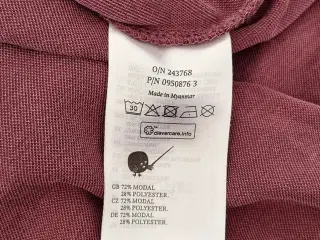 O/N 243768
P/N 0950876 3
Made in Myanmar
30
clevercare.info
GB 72% MODAL
28% POLYESTER.
CZ 72% MODAL
28% POLYESTER.
DE 72% MODAL
28% POLYESTER.